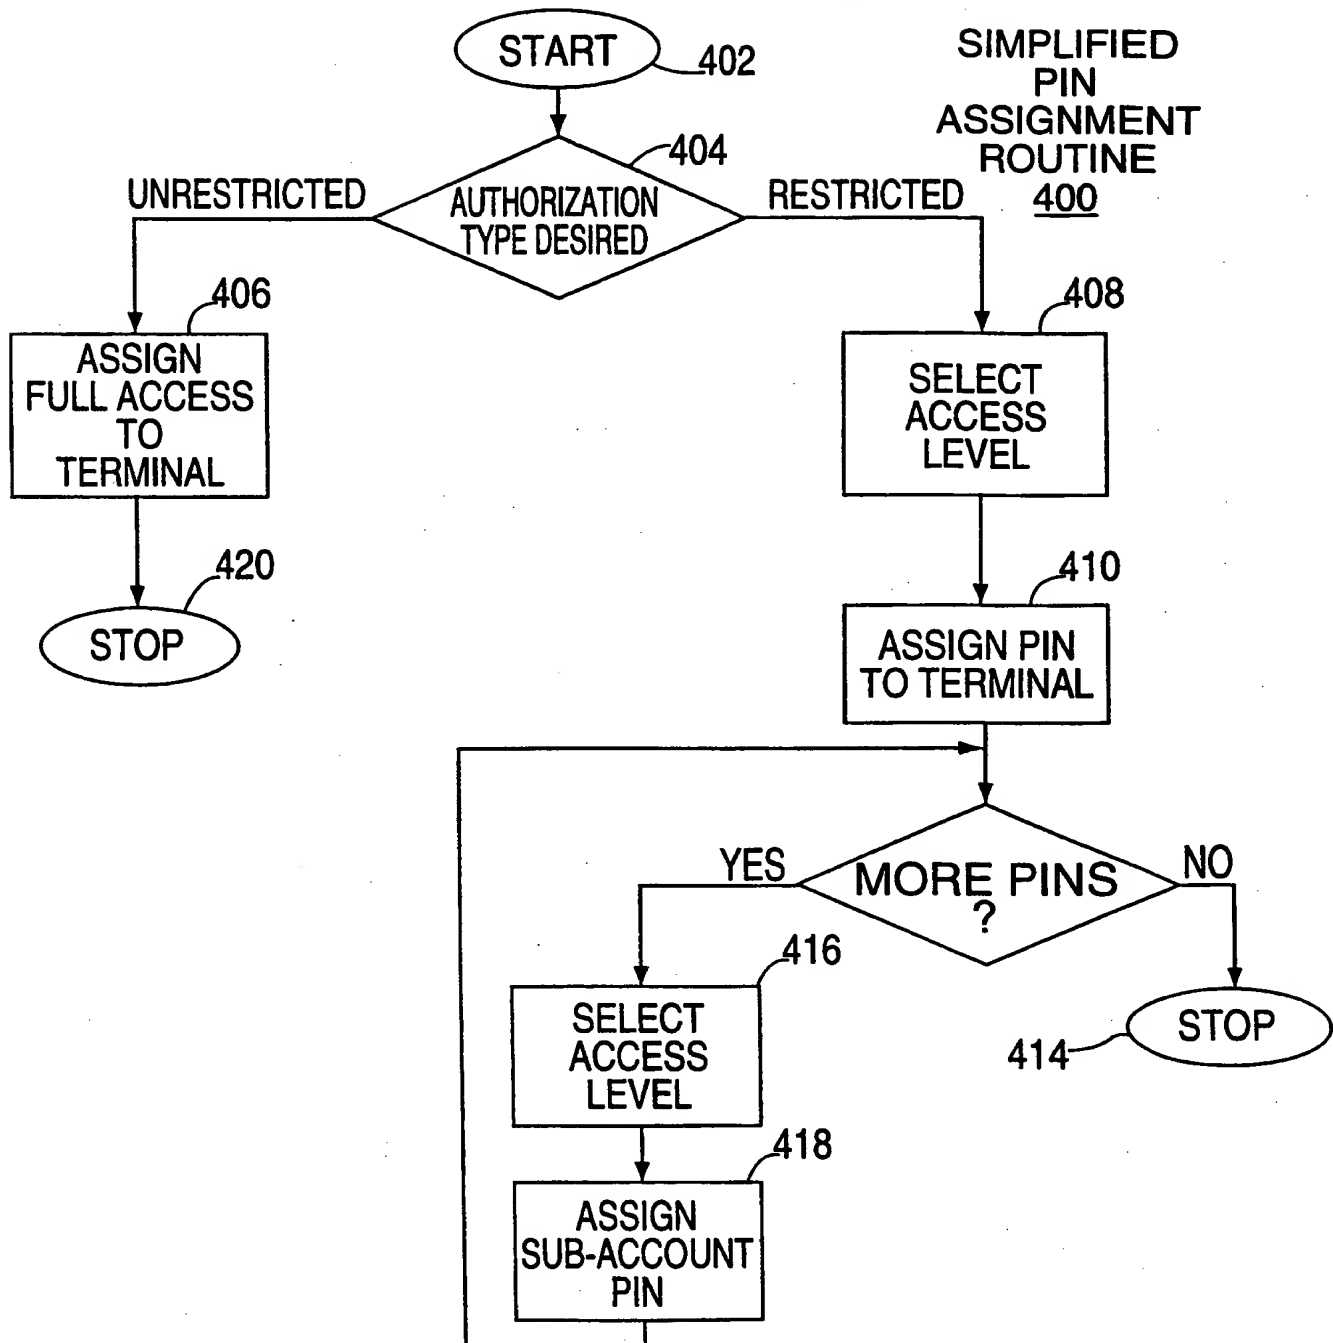 START
402
SIMPLIFIED
PIN
ASSIGNMENT
ROUTINE
400
404
UNRESTRICTED
AUTHORIZATION
TYPE DESIRED
RESTRICTED
406
ASSIGN
FULL ACCESS
TO
TERMINAL
408
SELECT
ACCESS
LEVEL
420
STOP
410
ASSIGN PIN
TO TERMINAL
YES
MORE PINS
?
NO
416
SELECT
ACCESS
LEVEL
STOP
414
418
ASSIGN
SUB-ACCOUNT
PIN